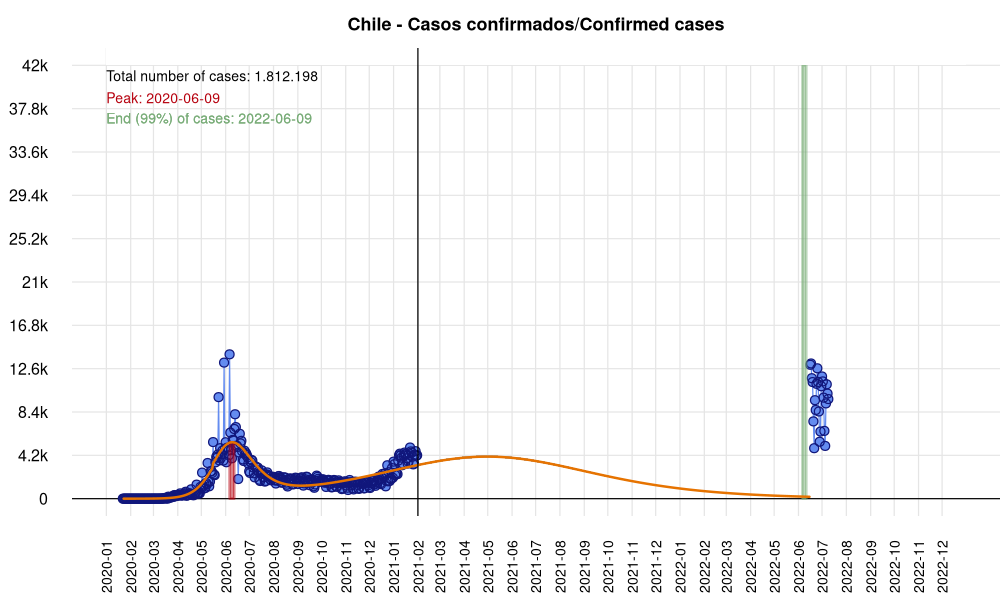 Chile - Casos confirmados/Confirmed cases
Total number of cases: 1.812.198
Peak: 2020-06-09
End (99%) of cases: 2022-06-09
42k
37.8k
33.6k
29.4k
25.2k
21k
16.8k
12.6k
8.4k
4.2k
0
2020-01
2020-02
2020-03
2020-04
2020-05
2020-06
2020-07
2020-08
2020-09
2020-10
2020-11
2020-12
2021-01
2021-02
2021-03
2021-04
2021-05
2021-06
2021-07
2021-08
2021-09
2021-10
2021-11
2021-12
2022-01
2022-02
2022-03
2022-04
2022-05
2022-06
2022-07
2022-08
2022-09
2022-10
2022-11
2022-12